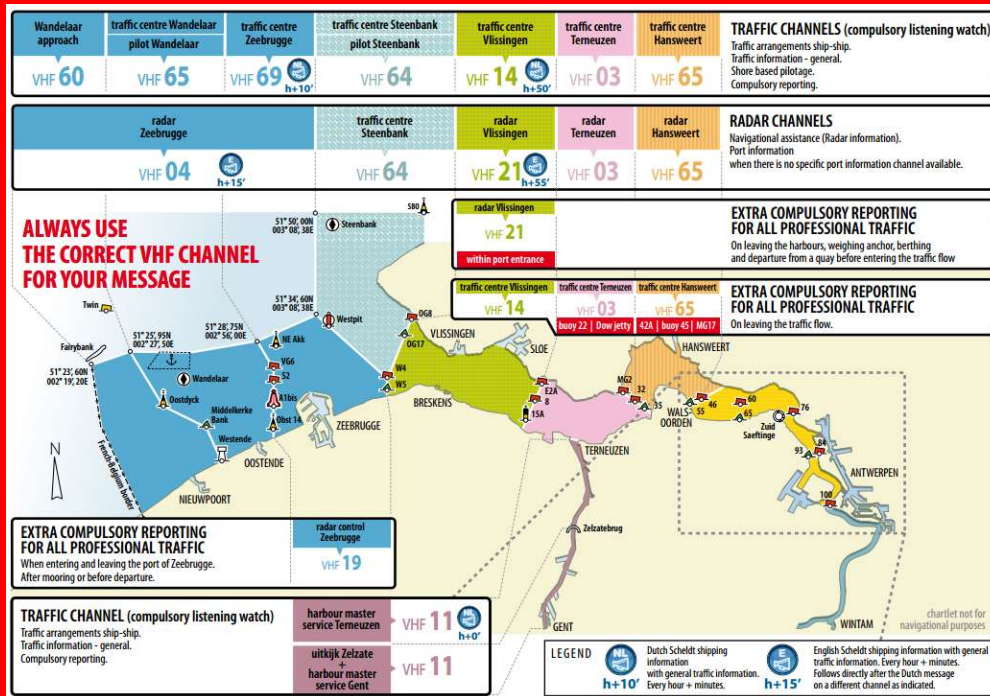 Wandelaar
approach
VHF 60
traffic centre Wandelaar
pilot Wandelaar
VHF 65
traffic centre
Zeebrugge
VHF 69
NL
h+10'
traffic centre Steenbank
pilot Steenbank
VHF 64
traffic centre
Vlissingen
VHF 14
NL
h+50'
traffic centre
Terneuzen
VHF 03
traffic centre
Hansweert
VHF 65
TRAFFIC CHANNELS (compulsory listening watch)
Traffic arrangements ship-ship.
Traffic information - general.
Shore based pilotage.
Compulsory reporting.
radar
Zeebrugge
VHF 04
E
h+15'
traffic centre
Steenbank
VHF 64
radar
Vlissingen
VHF 21
E
h+55'
radar
Terneuzen
VHF 03
radar
Hansweert
VHF 65
RADAR CHANNELS
Navigational assistance (Radar information).
Port information
when there is no specific port information channel available.
ALWAYS USE
THE CORRECT VHF CHANNEL
FOR YOUR MESSAGE
51° 50', 00N
003° 08', 38E
Steenbank
SB0
radar Vlissingen
VHF 21
within port entrance
EXTRA COMPULSORY REPORTING
FOR ALL PROFESSIONAL TRAFFIC
On leaving the harbours, weighing anchor, berthing
and departure from a quay before entering the traffic flow
traffic centre Vlissingen
VHF 14
traffic centre Terneuzen
VHF 03
buoy 22 | Dow jetty
traffic centre Hansweert
VHF 65
42A | buoy 45 | MG17
EXTRA COMPULSORY REPORTING
FOR ALL PROFESSIONAL TRAFFIC
On leaving the traffic flow.
Twin
51° 34', 60N
003° 08', 38E
Westpit
OG8
OG17
VLISSINGEN
SLOE
HANSWEERT
51° 25', 95N
002° 27', 50E
51° 28', 75N
002° 56', 00E
Fairybank
51° 23', 60N
002° 19', 20E
NE Akk
VG6
S2
A1bis
Obst 14
Wandelaar
Oostdyck
Middelkerke
Bank
Westende
W4
W5
BRESKENS
E2A
7
8
15A
MG2
32
35
WALS
OORDEN
55
46
60
65
76
Zuid
Saeftinge
84
93
100
ANTWERPEN
ZEEBRUGGE
OOSTENDE
NIEUWPOORT
French-Belgium border
N
TERNEUZEN
Zelzatebrug
GENT
WINTAM
EXTRA COMPULSORY REPORTING
FOR ALL PROFESSIONAL TRAFFIC
When entering and leaving the port of Zeebrugge.
After mooring or before departure.
radar control
Zeebrugge
VHF 19
TRAFFIC CHANNEL (compulsory listening watch)
Traffic arrangements ship-ship.
Traffic information - general.
Compulsory reporting.
harbour master
service Terneuzen
VHF 11
NL
h+0'
uitkijk Zelzate
+
harbour master
service Gent
VHF 11
chartlet not for
navigational purposes
LEGEND
NL
h+10'
Dutch Scheldt shipping
information
with general traffic information.
Every hour + minutes.
E
h+15'
English Scheldt shipping information with general
traffic information. Every hour + minutes.
Follows directly after the Dutch message
on a different channel as indicated.